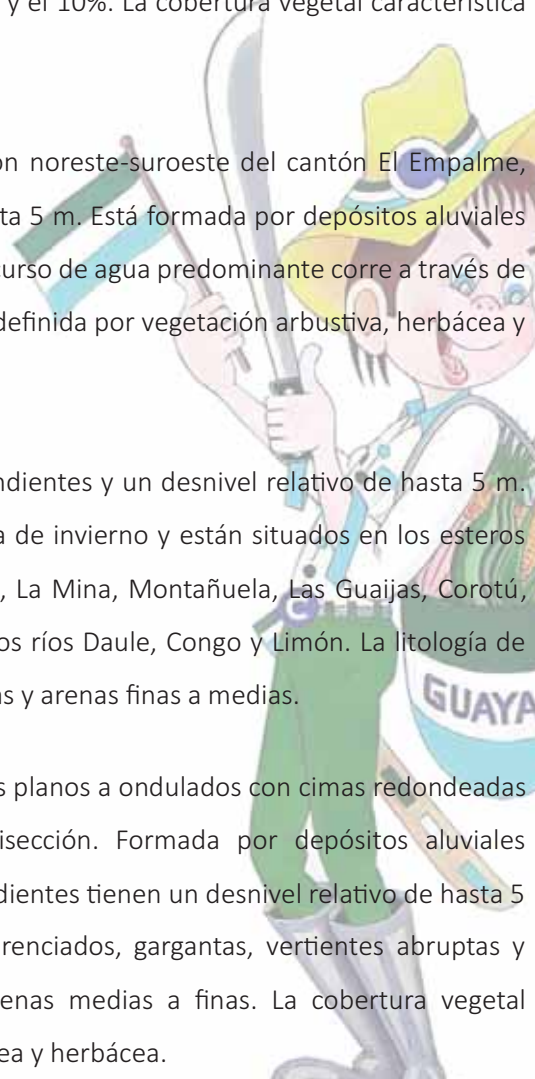 y el 10%. La cobertura vegetal característica
ón noreste-suroeste del cantón El Empalme,
ta 5 m. Está formada por depósitos aluviales
curso de agua predominante corre a través de
definida por vegetación arbustiva, herbácea y
ndientes y un desnivel relativo de hasta 5 m.
a de invierno y están situados en los esteros
, La Mina, Montañuela, Las Guaijas, Corotú,
os ríos Daule, Congo y Limón. La litología de
as y arenas finas a medias.
GUAYA
s planos a ondulados con cimas redondeadas
isección. Formada por depósitos aluviales
dientes tienen un desnivel relativo de hasta 5
renciados, gargantas, vertientes abruptas y
enas medias a finas. La cobertura vegetal
ea y herbácea.